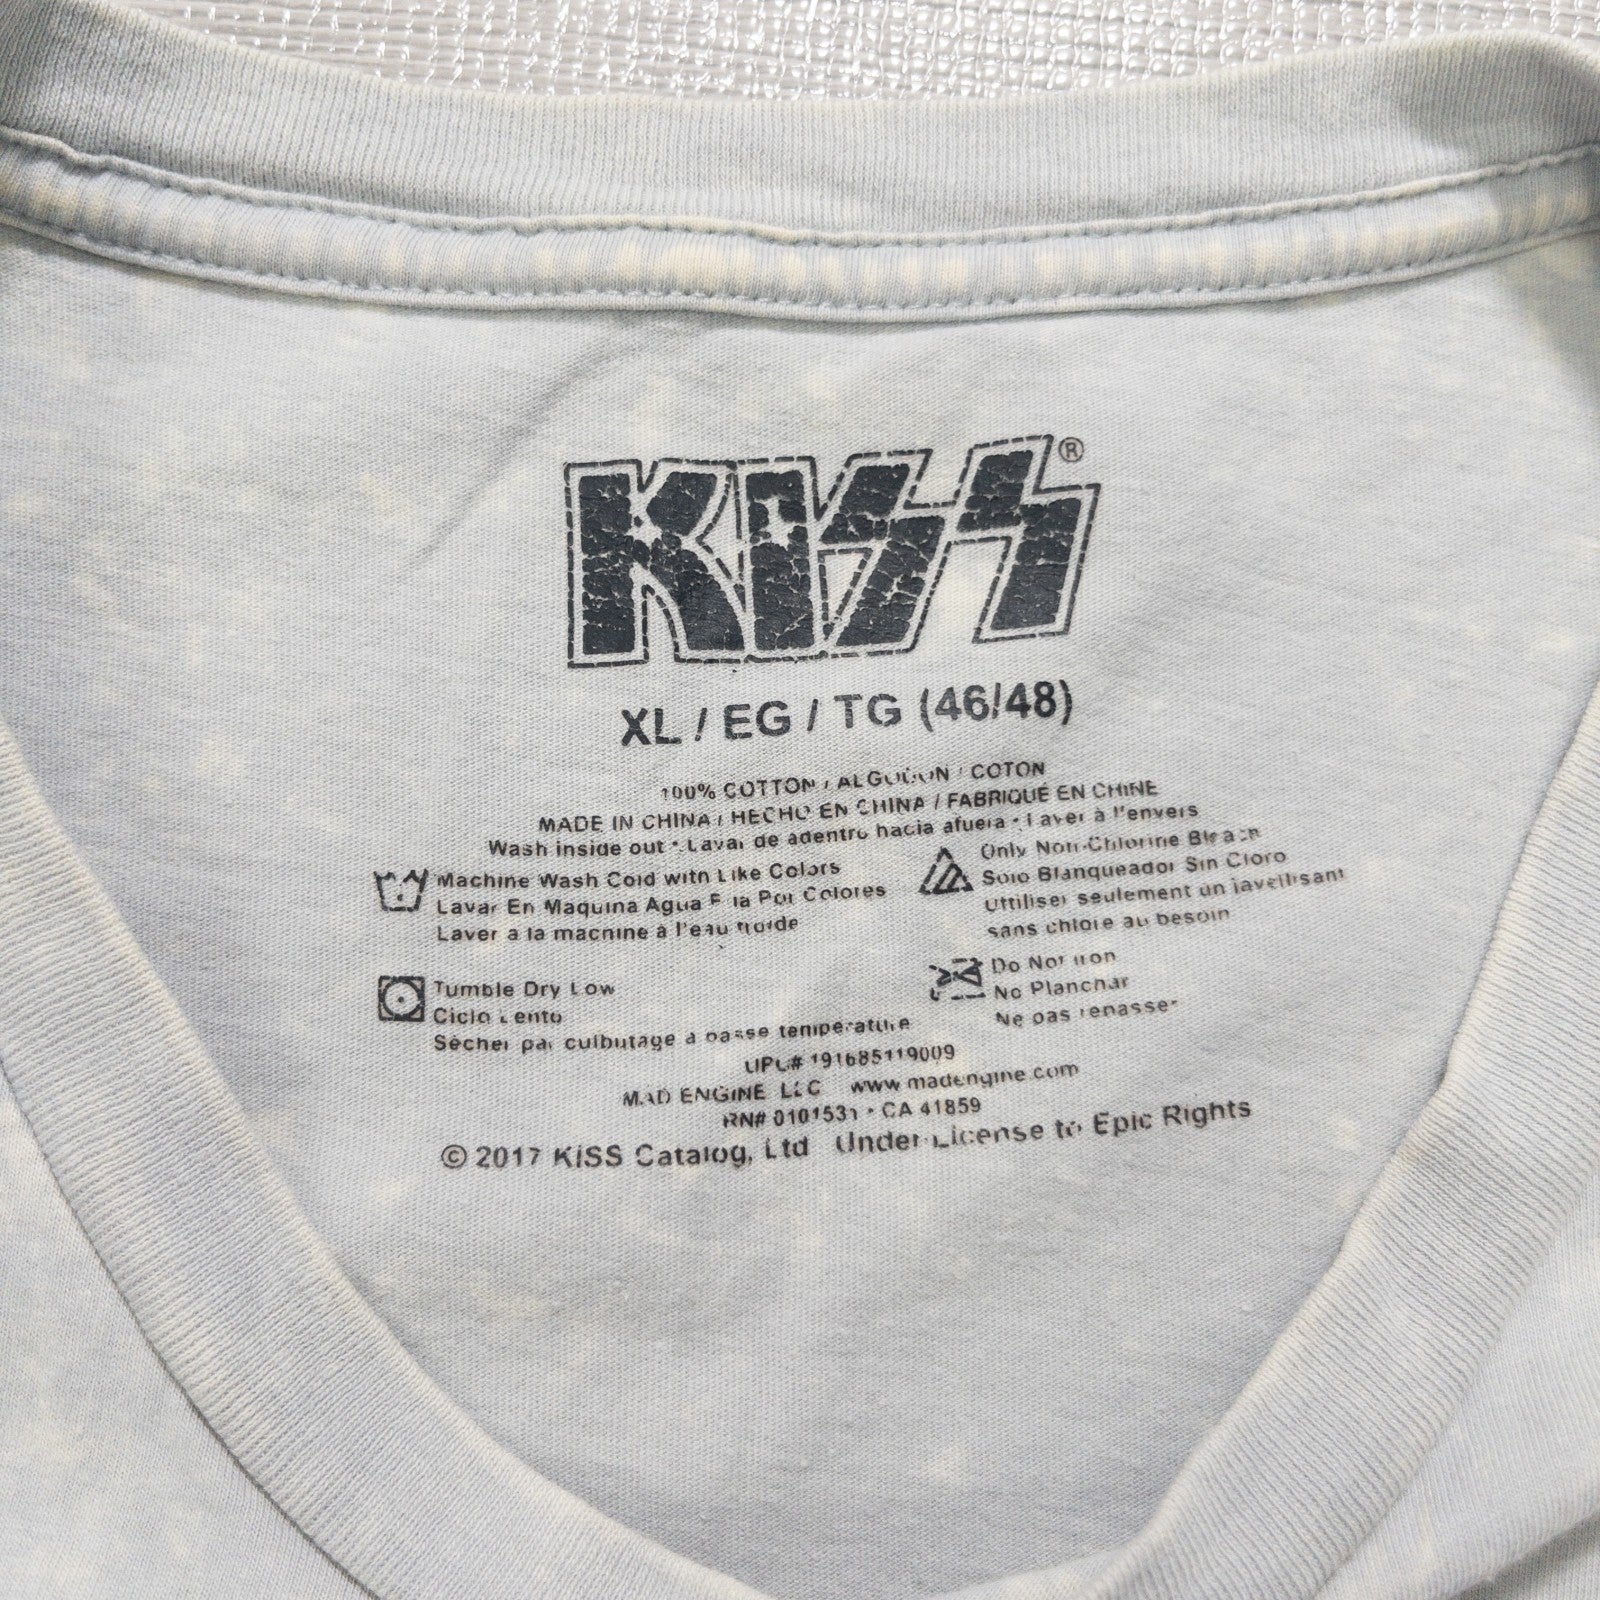 KISS®
XL / EG / TG (46/48)
100% COTTON / ALGODON / COTON
MADE IN CHINA / HECHO EN CHINA / FABRIQUÉ EN CHINE
Wash inside out • Lavar de adentro hacia afuera • Laver à l'envers
Machine Wash Cold with Like Colors
Lavar En Maquina Agua Fria Por Colores
Laver a la machine à l'eau froide
Only Non-Chlorine Bleach
Solo Blanqueador Sin Cloro
Uttiliser seulement un javellisant
sans chlore au besoin
Tumble Dry Low
Ciclo Lento
Sécher par culbutage à basse température
Do Not Iron
No Planchar
Ne pas repasser
UPC# 191685119009
MAD ENGINE LLC www.madengine.com
RN# 0101531 • CA 41859
© 2017 KISS Catalog, Ltd Under License to Epic Rights